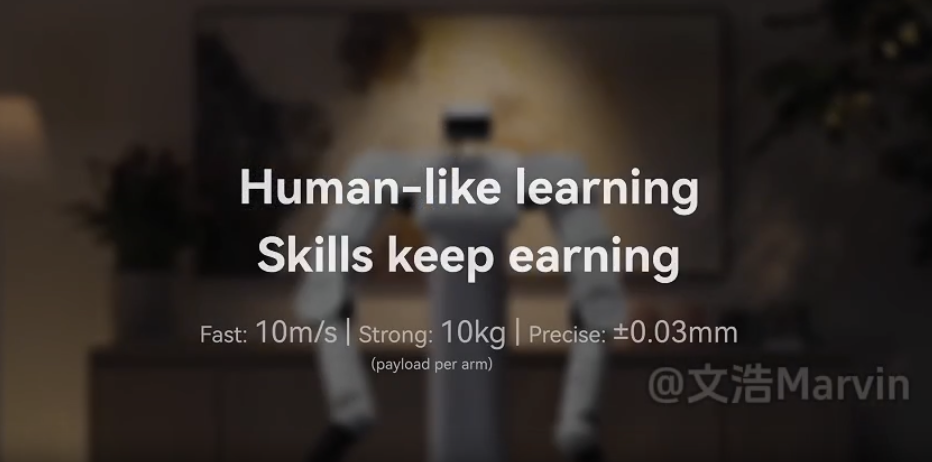 Human-like learning
Skills keep earning
Fast: 10m/s | Strong: 10kg | Precise: ±0.03mm
(payload per arm)
@文浩Marvin